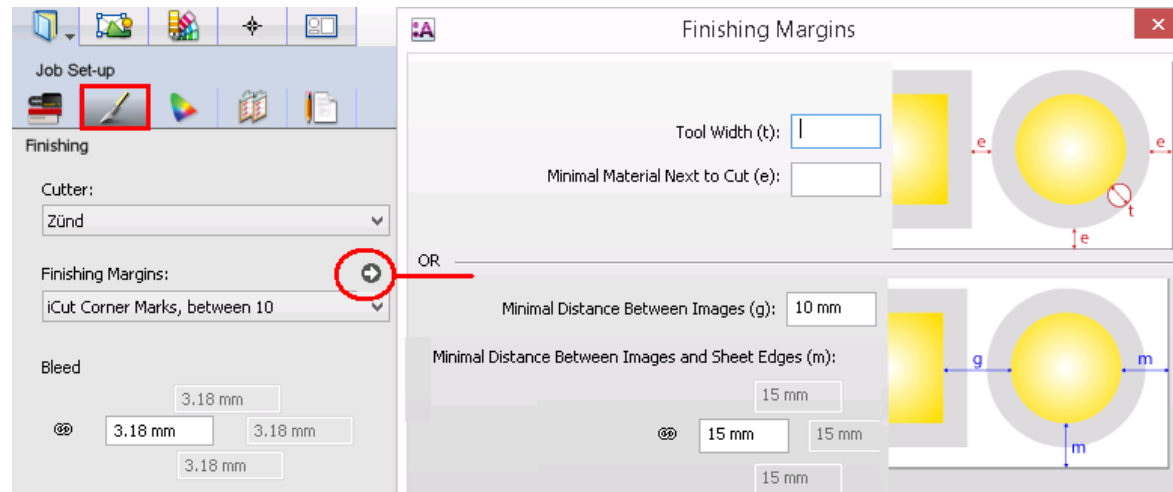 Job Set-up
Finishing
Cutter:
Zünd
Finishing Margins:
iCut Corner Marks, between 10
Bleed
3.18 mm
3.18 mm
3.18 mm
3.18 mm
:A
Finishing Margins
Tool Width (t):
Minimal Material Next to Cut (e):
e
e
t
e
OR
Minimal Distance Between Images (g):
10 mm
Minimal Distance Between Images and Sheet Edges (m):
15 mm
15 mm
15 mm
15 mm
g
m
m